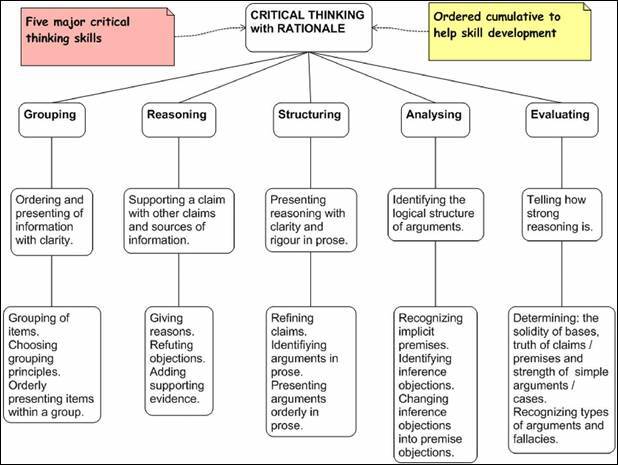 Five major critical
thinking skills
CRITICAL THINKING
with RATIONALE
Ordered cumulative to
help skill development
Grouping
Reasoning
Structuring
Analysing
Evaluating
Ordering and
presenting of
information
with clarity.
Supporting a claim
with other claims
and sources of
information.
Presenting
reasoning with
clarity and
rigour in prose.
Identifying the
logical structure
of arguments.
Telling how
strong
reasoning is.
Grouping of
items.
Choosing
grouping
principles.
Orderly
presenting items
within a group.
Giving
reasons.
Refuting
objections.
Adding
supporting
evidence.
Refining
claims.
Identifiying
arguments in
prose.
Presenting
arguments
orderly in
prose.
Recognizing
implicit
premises.
Identifying
inference
objections.
Changing
inference
objections
into premise
objections.
Determining: the
solidity of bases,
truth of claims /
premises and
strength of simple
arguments /
cases.
Recognizing types
of arguments and
fallacies.